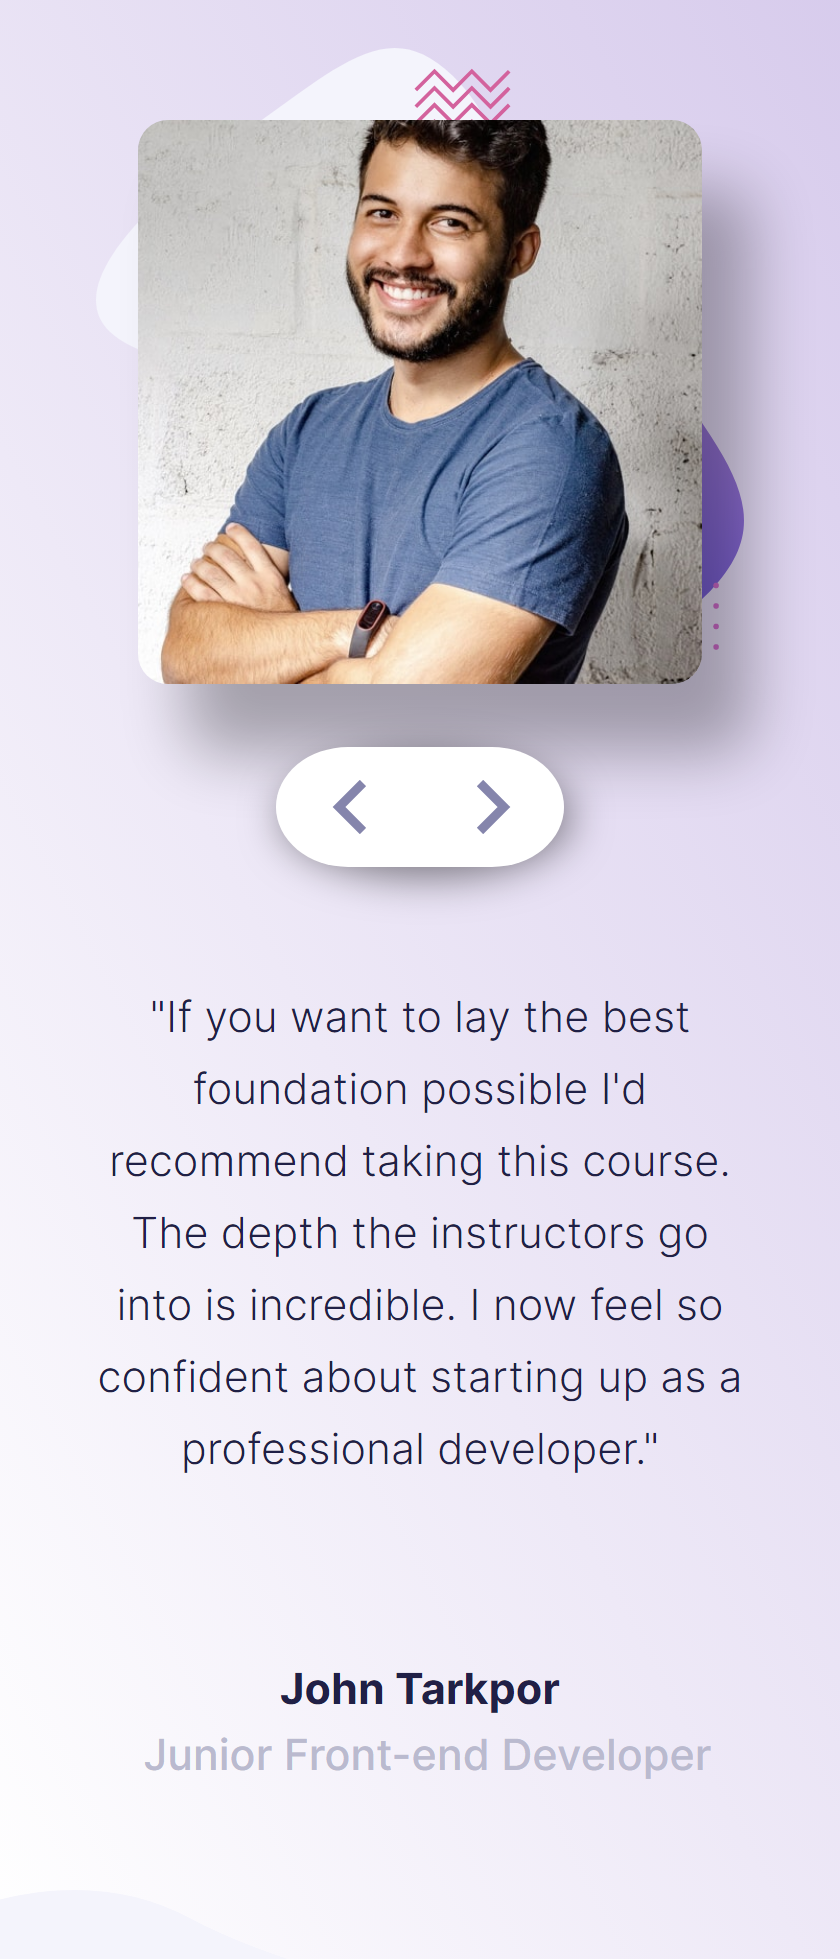 "If you want to lay the best
foundation possible I'd
recommend taking this course.
The depth the instructors go
into is incredible. I now feel so
confident about starting up as a
professional developer."
John Tarkpor
Junior Front-end Developer